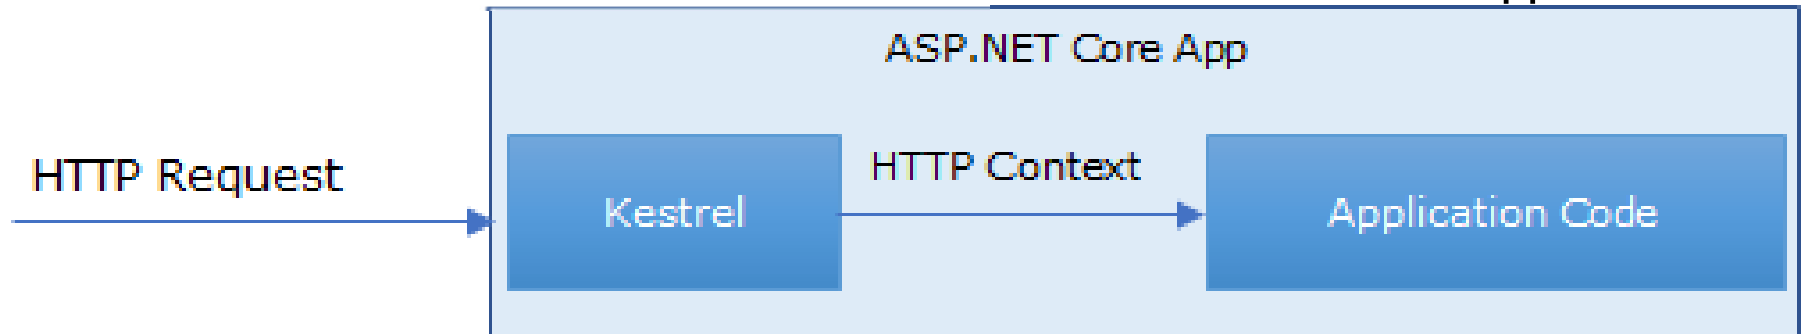 ASP.NET Core App
HTTP Request
HTTP Context
Kestrel
Application Code